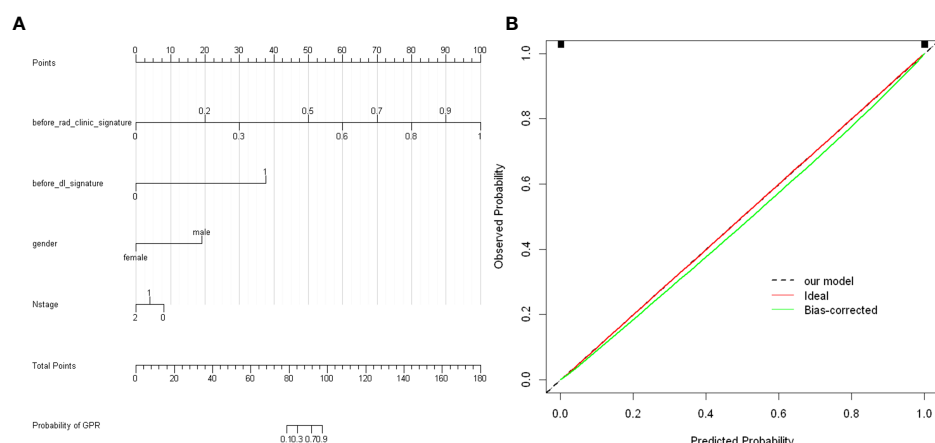 A
0 10 20 30 40 50 60 70 80 90 100
Points
0.2 0.5 0.7 0.9
before_rad_clinic_signature
0 0.3 0.6 0.8 1
1
before_dl_signature
0
male
gender
female
1
Nstage
2 0
Total Points
0 20 40 60 80 100 120 140 160 180
Probability of GPR
0.10.3 0.70.9
B
Observed Probability
1.0
0.8
0.6
0.4
0.2
0.0
our model
Ideal
Bias-corrected
0.0 0.2 0.4 0.6 0.8 1.0
Predicted Probability